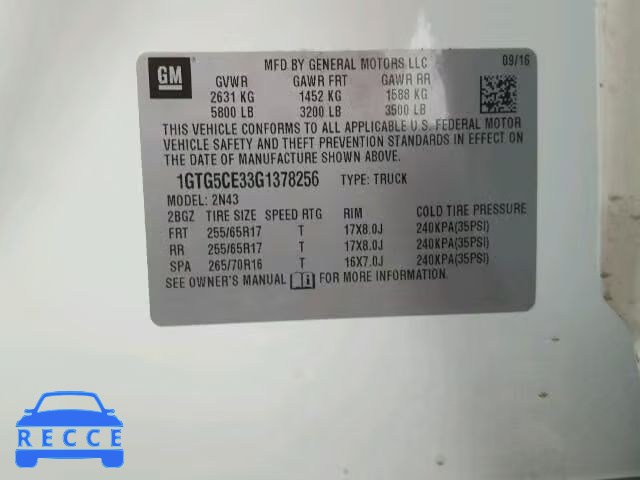 GM
MFD BY GENERAL MOTORS LLC 09/16
GVWR GAWR FRT GAWR RR
2631 KG 1452 KG 1588 KG
5800 LB 3200 LB 3500 LB
THIS VEHICLE CONFORMS TO ALL APPLICABLE U.S. FEDERAL MOTOR
VEHICLE SAFETY AND THEFT PREVENTION STANDARDS IN EFFECT ON
THE DATE OF MANUFACTURE SHOWN ABOVE.
1GTG5CE33G1378256 TYPE: TRUCK
MODEL: 2N43
2BGZ TIRE SIZE SPEED RTG RIM COLD TIRE PRESSURE
FRT 255/65R17 T 17X8.0J 240KPA(35PSI)
RR 255/65R17 T 17X8.0J 240KPA(35PSI)
SPA 265/70R16 T 16X7.0J 240KPA(35PSI)
SEE OWNER'S MANUAL FOR MORE INFORMATION.
RECCE